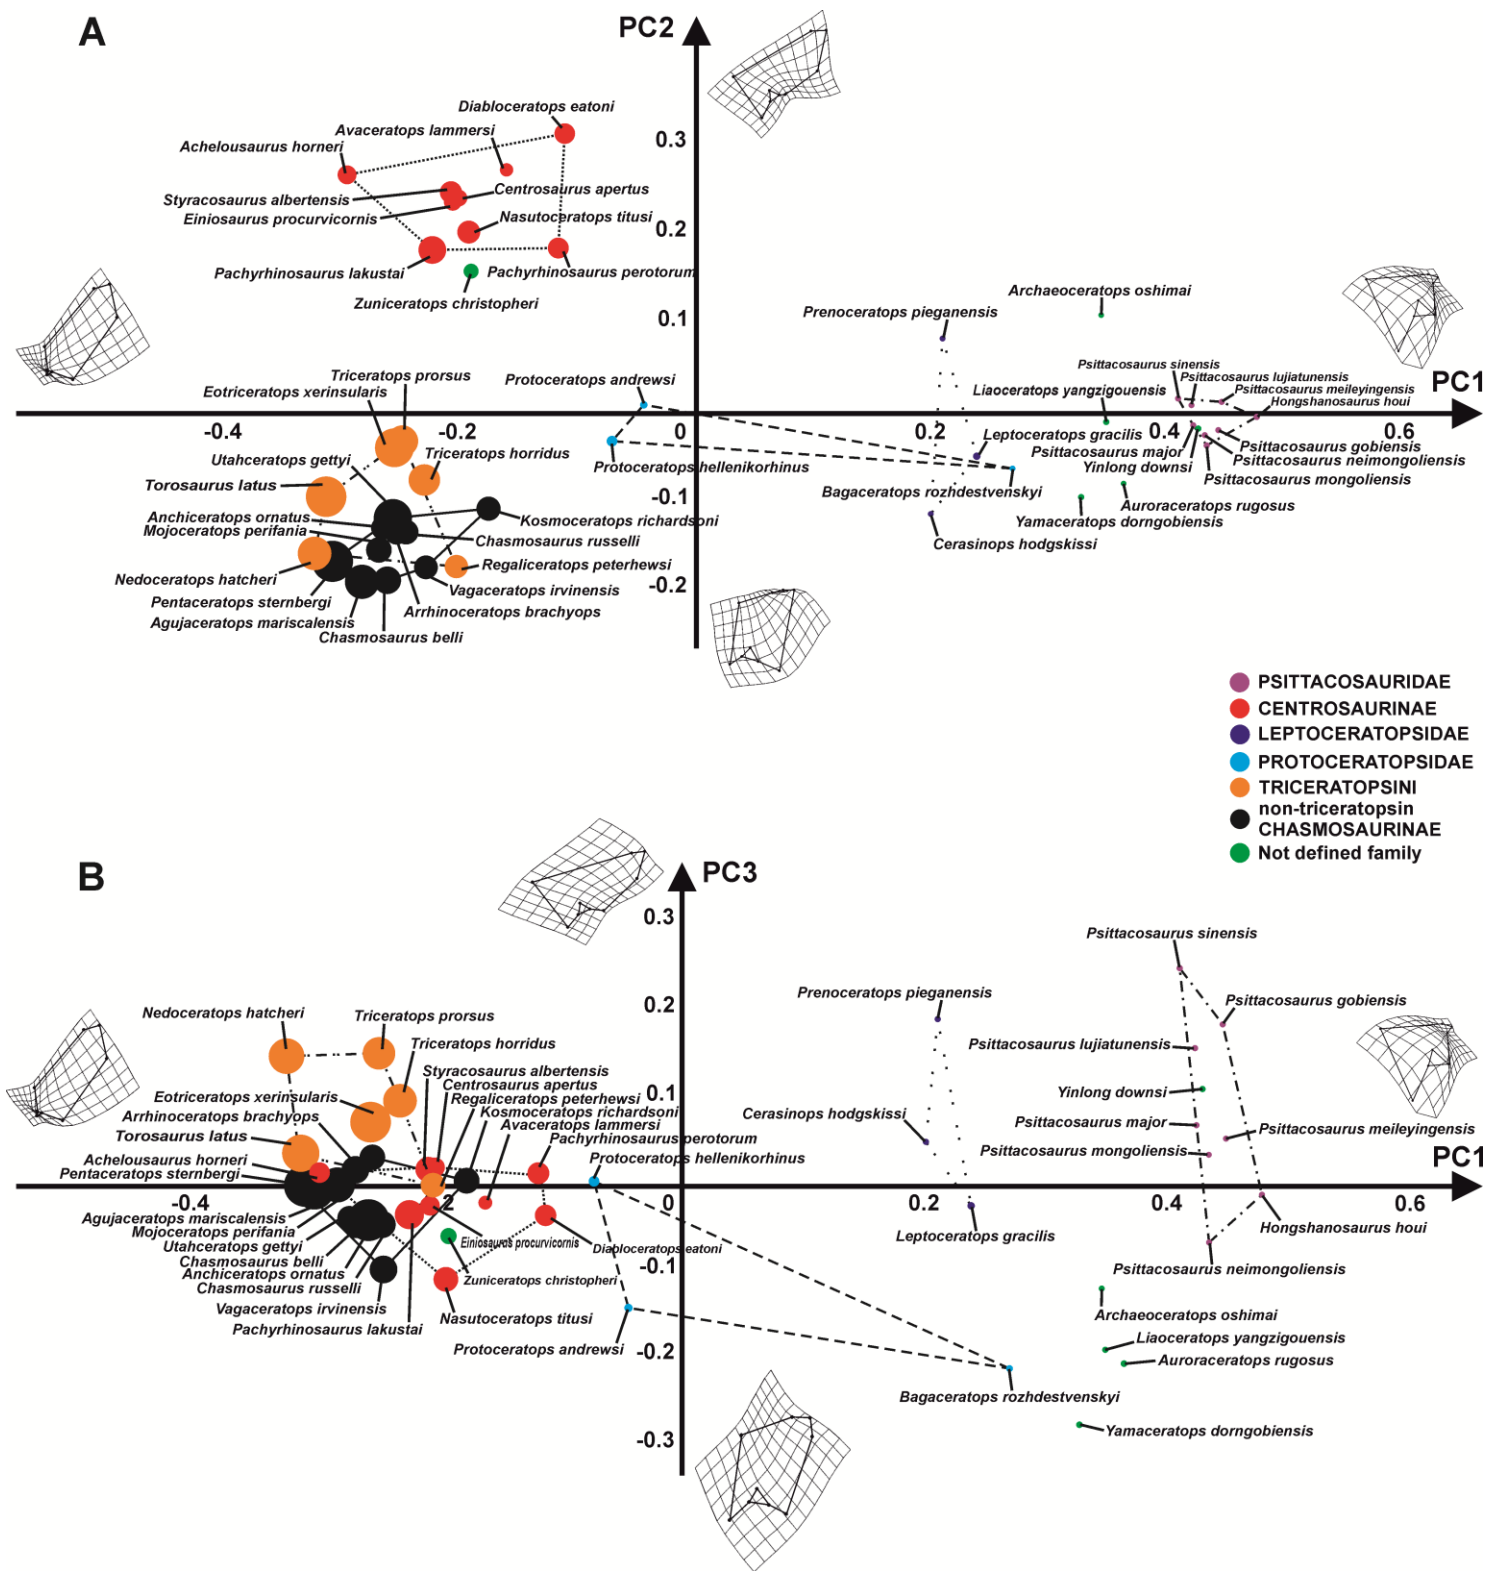 A
PC2
Diabloceratops eatoni
Avaceratops lammersi
Achelousaurus horneri
0.3
Styracosaurus albertensis
Centrosaurus apertus
Einiosaurus procurvicornis
Nasutoceratops titusi
0.2
Pachyrhinosaurus lakustai
Pachyrhinosaurus perotorum
Zuniceratops christopheri
Archaeoceratops oshimai
Prenoceratops pieganensis
0.1
Triceratops prorsus
Eotriceratops xerinsularis
Protoceratops andrewsi
Psittacosaurus sinensis
Psittacosaurus lujiatunensis
Liaoceratops yangzigouensis
Psittacosaurus meileyingensis
PC1
Hongshanosaurus houi
-0.4
-0.2
0
0.2
0.4
0.6
Leptoceratops gracilis
Psittacosaurus gobiensis
Triceratops horridus
Utahceratops gettyi
Psittacosaurus major
Psittacosaurus neimongoliensis
Protoceratops hellenikorhinus
Yinlong downsi
Psittacosaurus mongoliensis
Torosaurus latus
Bagaceratops rozhdestvenskyi
-0.1
Auroraceratops rugosus
Anchiceratops ornatus
Kosmoceratops richardsoni
Yamaceratops dorngobiensis
Mojoceratops perifania
Chasmosaurus russelli
Cerasinops hodgskissi
Regaliceratops peterhewsi
Nedoceratops hatcheri
-0.2
Vagaceratops irvinensis
Pentaceratops sternbergi
Arrhinoceratops brachyops
Agujaceratops mariscalensis
Chasmosaurus belli
PSITTACOSAURIDAE
CENTROSAURINAE
LEPTOCERATOPSIDAE
PROTOCERATOPSIDAE
TRICERATOPSINI
non-triceratopsin
CHASMOSAURINAE
Not defined family
B
PC3
0.3
Psittacosaurus sinensis
Prenoceratops pieganensis
0.2
Psittacosaurus gobiensis
Nedoceratops hatcheri
Triceratops prorsus
Triceratops horridus
Psittacosaurus lujiatunensis
Styracosaurus albertensis
Centrosaurus apertus
0.1
Yinlong downsi
Eotriceratops xerinsularis
Regaliceratops peterhewsi
Kosmoceratops richardsoni
Cerasinops hodgskissi
Arrhinoceratops brachyops
Avaceratops lammersi
Psittacosaurus major
Psittacosaurus meileyingensis
Torosaurus latus
Pachyrhinosaurus perotorum
Psittacosaurus mongoliensis
Achelousaurus horneri
Protoceratops hellenikorhinus
PC1
Pentaceratops sternbergi
-0.4
2
0
0.2
0.4
0.6
Agujaceratops mariscalensis
Mojoceratops perifania
Hongshanosaurus houi
Leptoceratops gracilis
Utahceratops gettyi
Einiosaurus procurvicornis
Diabloceratops eatoni
Chasmosaurus belli
-0.1
Psittacosaurus neimongoliensis
Anchiceratops ornatus
Zuniceratops christopheri
Chasmosaurus russelli
Vagaceratops irvinensis
Archaeoceratops oshimai
Nasutoceratops titusi
Pachyrhinosaurus lakustai
Liaoceratops yangzigouensis
Protoceratops andrewsi
-0.2
Auroraceratops rugosus
Bagaceratops rozhdestvenskyi
Yamaceratops dorngobiensis
-0.3